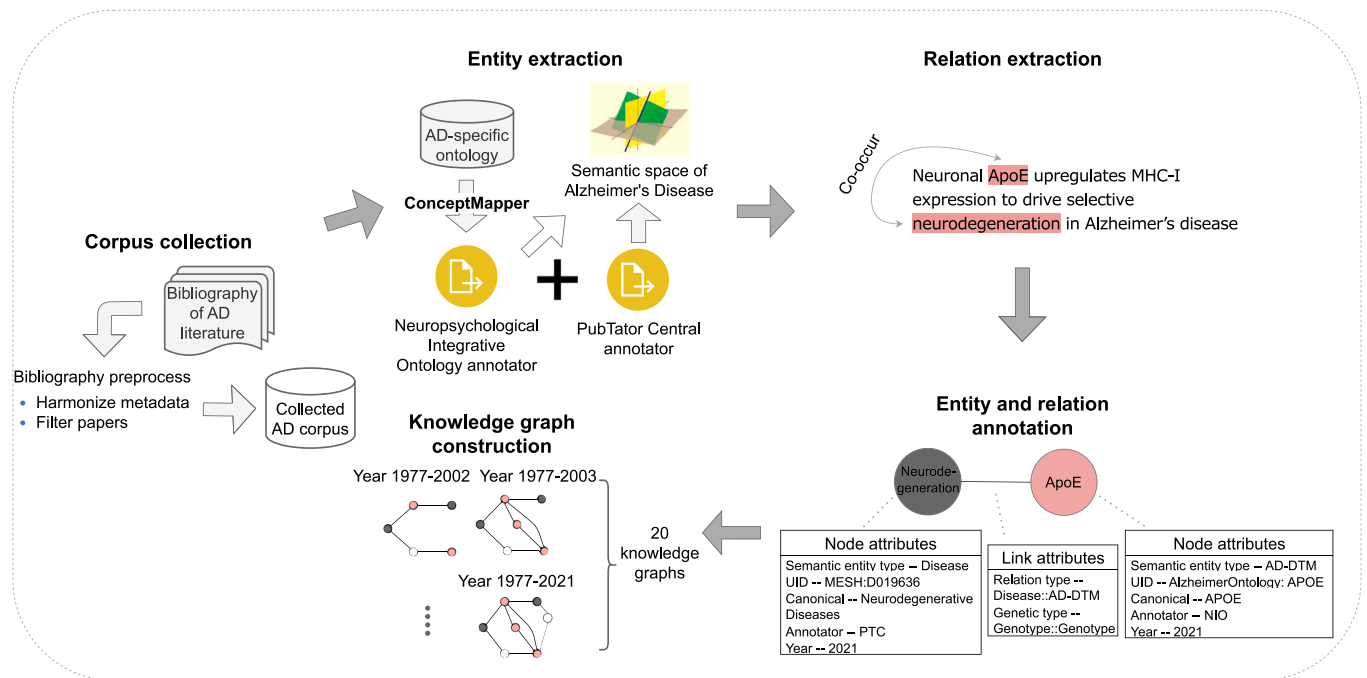 Corpus collection
Bibliography
of AD
literature
Bibliography preprocess
• Harmonize metadata
• Filter papers
Collected
AD corpus
Entity extraction
AD-specific
ontology
ConceptMapper
Neuropsychological
Integrative
Ontology annotator
Semantic space of
Alzheimer's Disease
PubTator Central
annotator
Relation extraction
Co-occur
Neuronal ApoE upregulates MHC-I
expression to drive selective
neurodegeneration in Alzheimer’s disease
Entity and relation
annotation
Neurode-
generation
ApoE
Node attributes
Semantic entity type – Disease
UID -- MESH:D019636
Canonical -- Neurodegenerative
Diseases
Annotator – PTC
Year -- 2021
Link attributes
Relation type --
Disease::AD-DTM
Genetic type --
Genotype::Genotype
Node attributes
Semantic entity type – AD-DTM
UID -- AlzheimerOntology: APOE
Canonical -- APOE
Annotator – NIO
Year -- 2021
Knowledge graph
construction
Year 1977-2002
Year 1977-2003
Year 1977-2021
20
knowledge
graphs